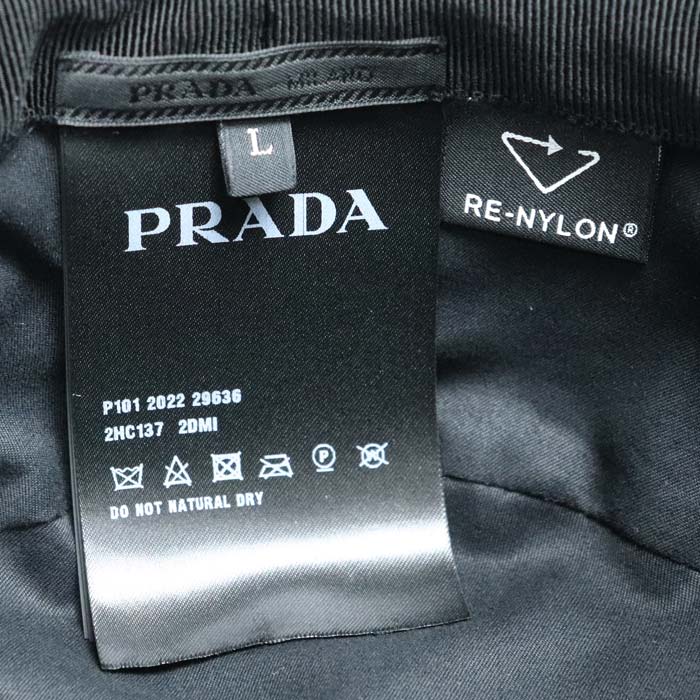 PRADA MILANO
L
PRADA
RE-NYLON®
P101 2022 29636
2HC137 2DMI
P W
DO NOT NATURAL DRY